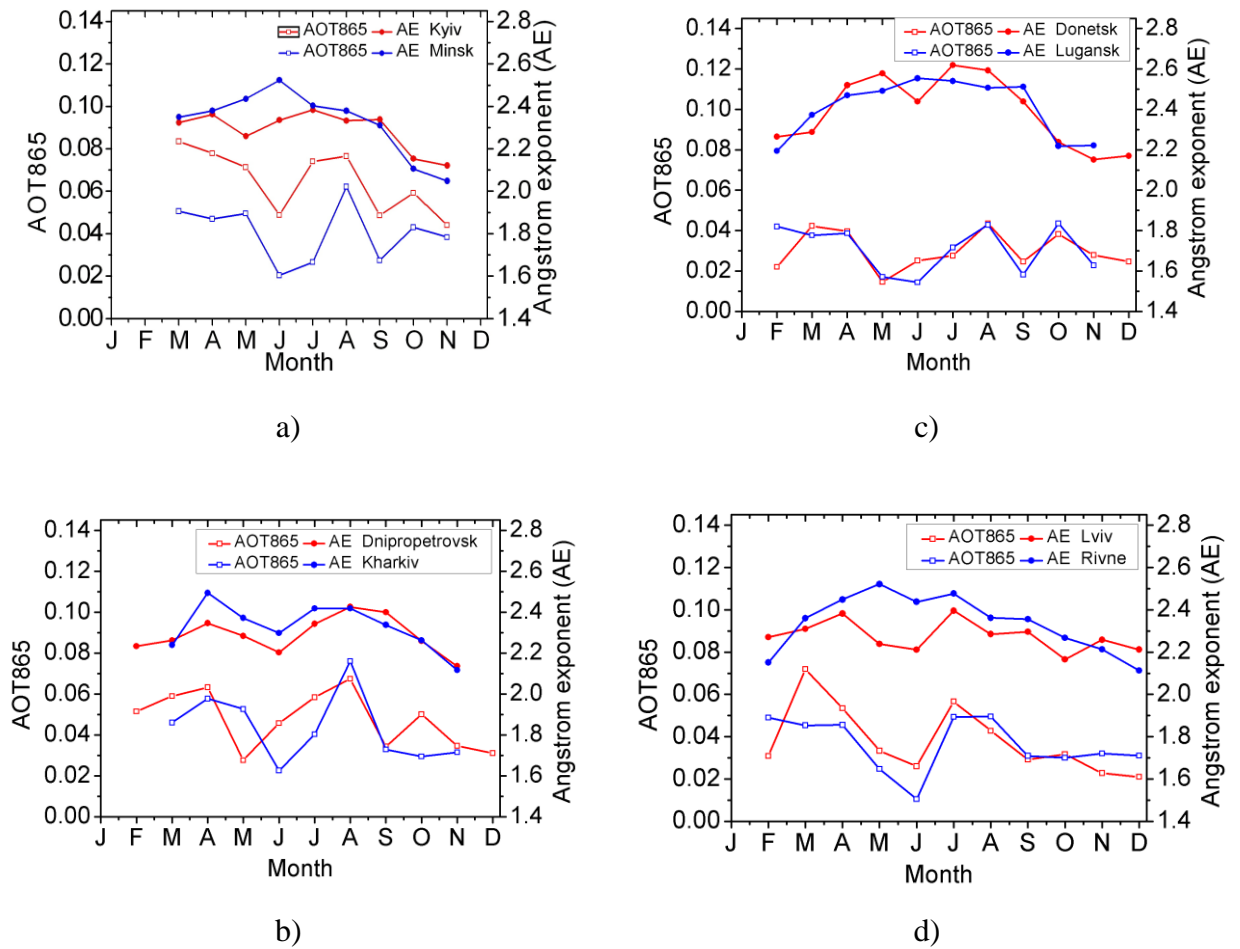 AOT865 AE Kyiv
AOT865 AE Minsk
0.14
0.12
0.10
0.08
0.06
0.04
0.02
0.00
AOT865
2.8
2.6
2.4
2.2
2.0
1.8
1.6
1.4
Angstrom exponent (AE)
J F M A M J J A S O N D
Month
a)
AOT865 AE Donetsk
AOT865 AE Lugansk
0.14
0.12
0.10
0.08
0.06
0.04
0.02
0.00
AOT865
2.8
2.6
2.4
2.2
2.0
1.8
1.6
1.4
Angstrom exponent (AE)
J F M A M J J A S O N D
Month
c)
AOT865 AE Dnipropetrovsk
AOT865 AE Kharkiv
0.14
0.12
0.10
0.08
0.06
0.04
0.02
0.00
AOT865
2.8
2.6
2.4
2.2
2.0
1.8
1.6
1.4
Angstrom exponent (AE)
J F M A M J J A S O N D
Month
b)
AOT865 AE Lviv
AOT865 AE Rivne
0.14
0.12
0.10
0.08
0.06
0.04
0.02
0.00
AOT865
2.8
2.6
2.4
2.2
2.0
1.8
1.6
1.4
Angstrom exponent (AE)
J F M A M J J A S O N D
Month
d)